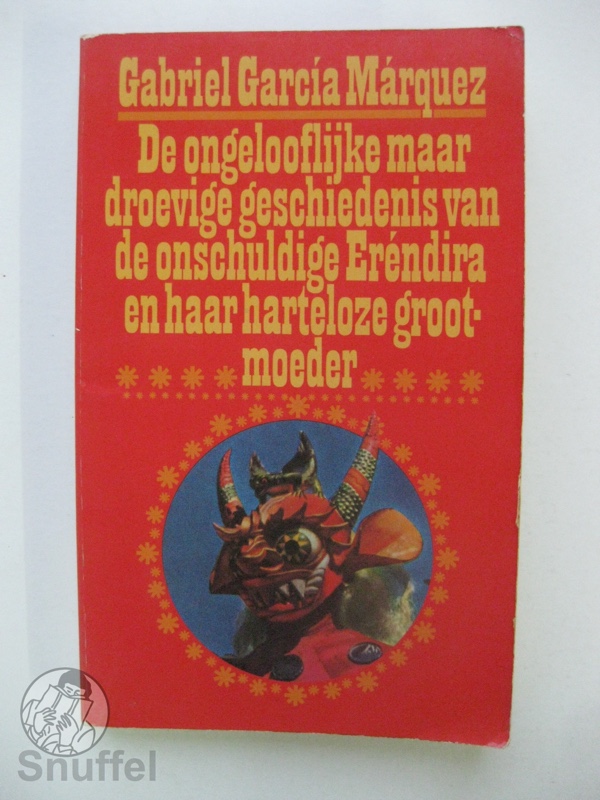 Gabriel García Márquez
De ongelooflijke maar
droevige geschiedenis van
de onschuldige Eréndira
en haar harteloze groot-
moeder
Snuffel